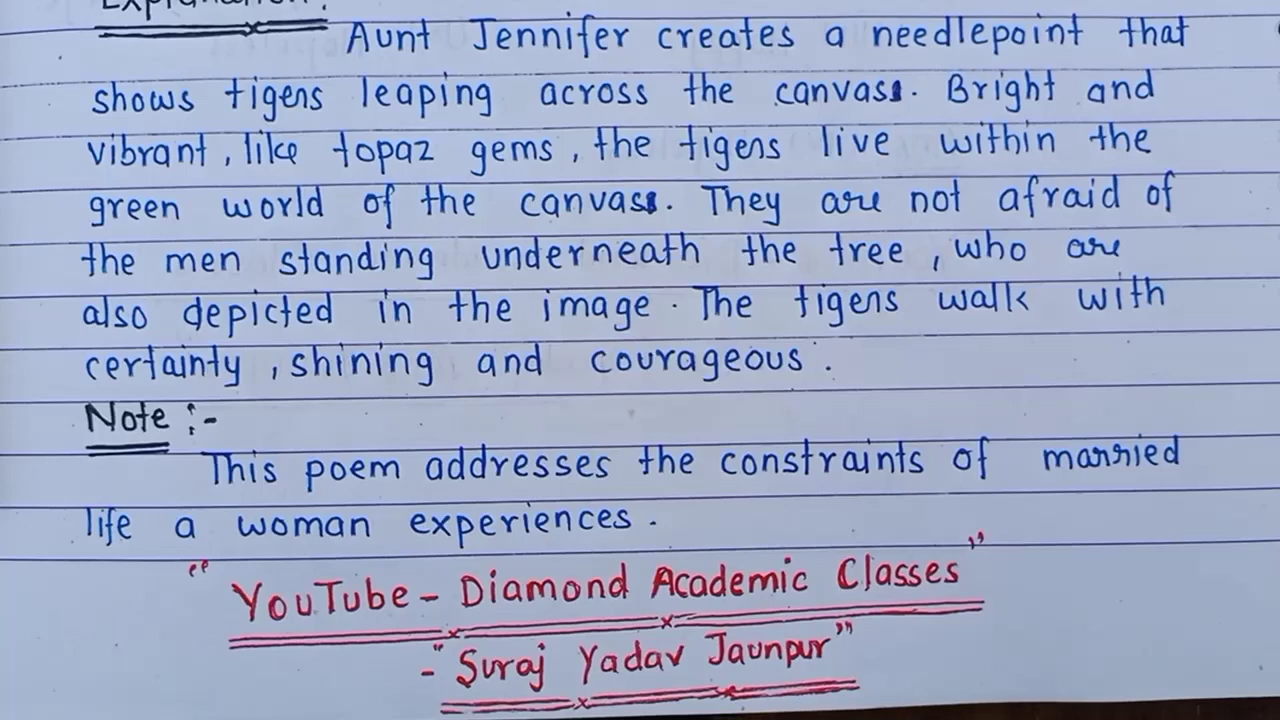 Explanation:
Aunt Jennifer creates a needlepoint that
shows tigers leaping across the canvass. Bright and
vibrant, like topaz gems, the tigers live within the
green world of the canvass. They are not afraid of
the men standing underneath the tree, who are
also depicted in the image. The tigers walk with
certainty, shining and courageous.
Note :-
This poem addresses the constraints of married
life a woman experiences.
"YouTube - Diamond Academic Classes"
- "Suraj Yadav Jaunpur"